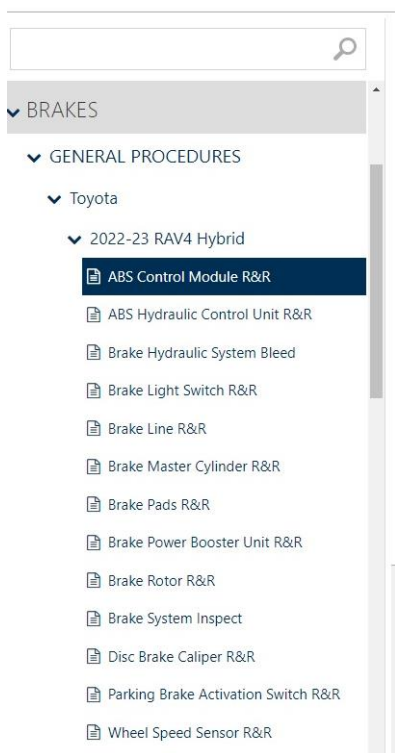 BRAKES
GENERAL PROCEDURES
Toyota
2022-23 RAV4 Hybrid
ABS Control Module R&R
ABS Hydraulic Control Unit R&R
Brake Hydraulic System Bleed
Brake Light Switch R&R
Brake Line R&R
Brake Master Cylinder R&R
Brake Pads R&R
Brake Power Booster Unit R&R
Brake Rotor R&R
Brake System Inspect
Disc Brake Caliper R&R
Parking Brake Activation Switch R&R
Wheel Speed Sensor R&R